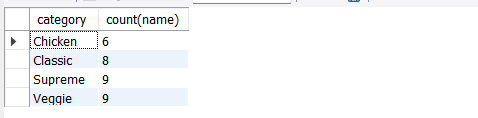 category count(name)
Chicken 6
Classic 8
Supreme 9
Veggie 9